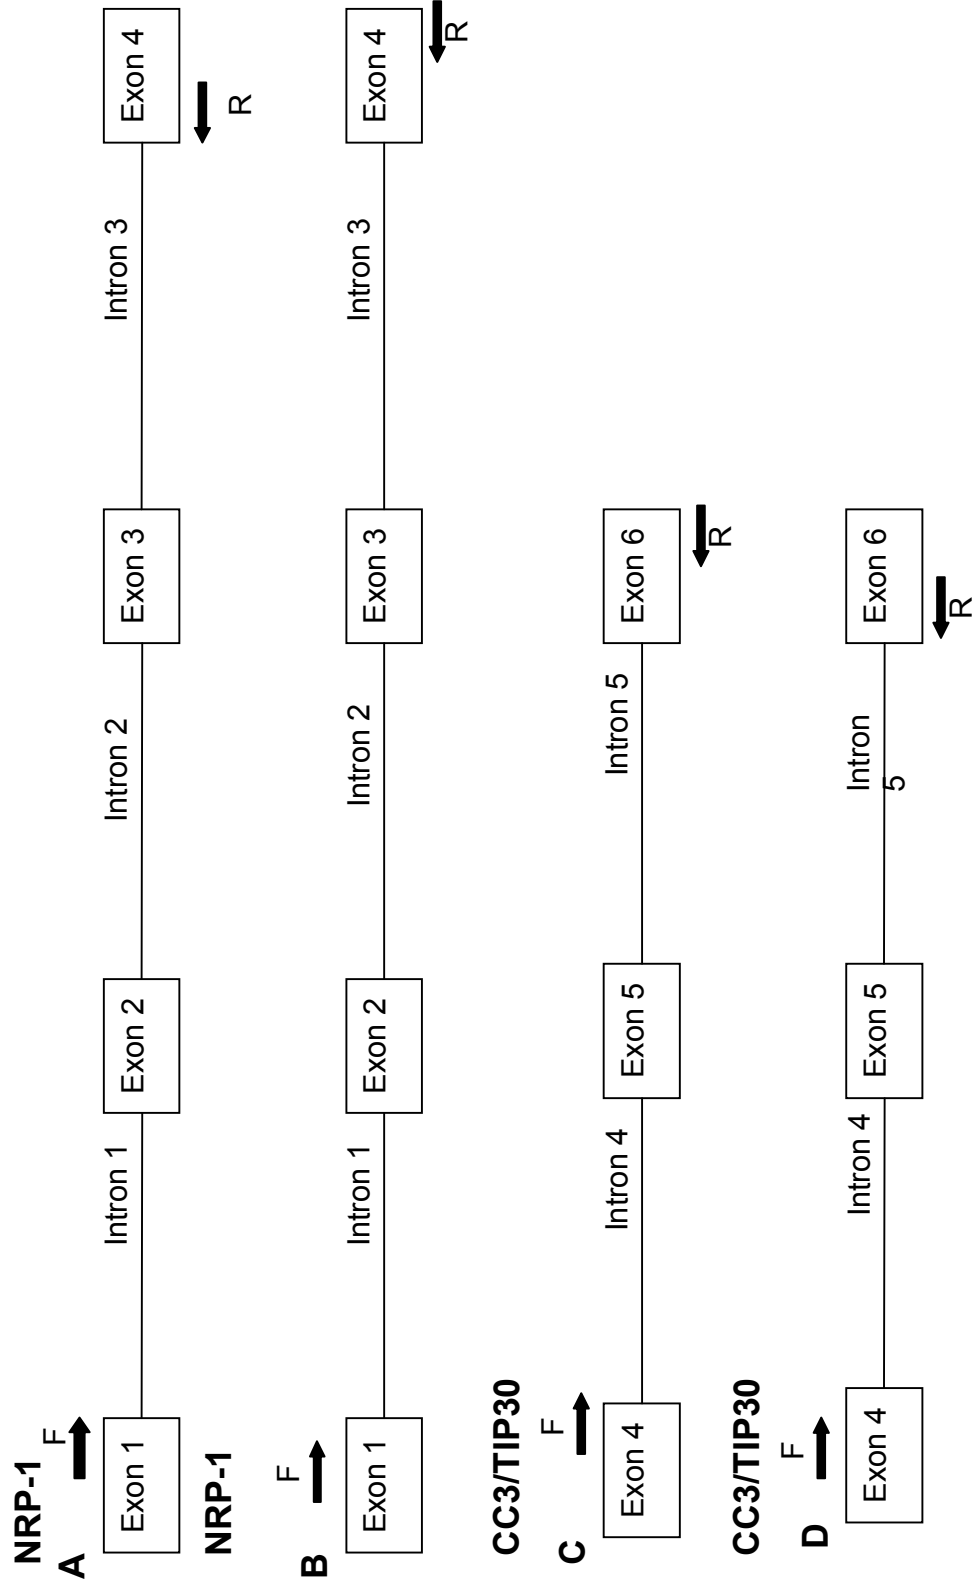 NRP-1
A
F
Exon 1
Intron 1
Exon 2
Intron 2
Exon 3
Intron 3
Exon 4
R
NRP-1
B
F
Exon 1
Intron 1
Exon 2
Intron 2
Exon 3
Intron 3
Exon 4
R
CC3/TIP30
C
F
Exon 4
Intron 4
Exon 5
Intron 5
Exon 6
R
CC3/TIP30
D
F
Exon 4
Intron 4
Exon 5
Intron
5
Exon 6
R